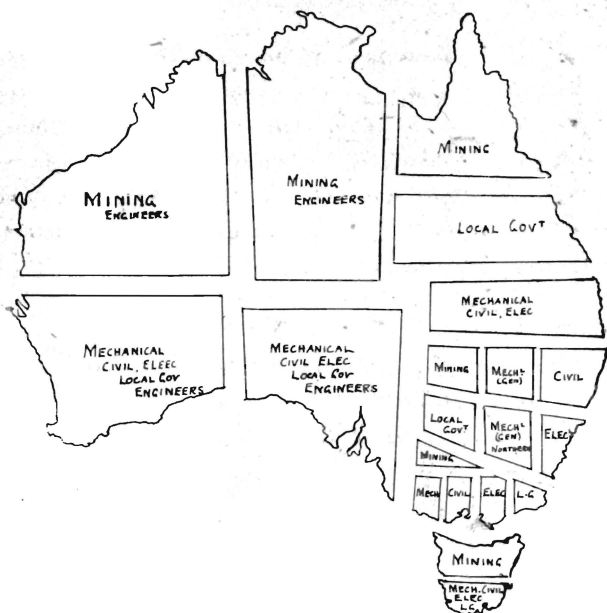 MINING
ENGINEERS
MINING
ENGINEERS
MINING
LOCAL GOVT
MECHANICAL
CIVIL, ELEC
MECHANICAL
CIVIL, ELEEC
LOCAL GOV
ENGINEERS
MECHANICAL
CIVIL ELEC
LOCAL GOV
ENGINEERS
MINING
MECHL
(GEN)
CIVIL
LOCAL
GOVT
MECHL
(GEN)
NORTHERN
ELECL
MINING
MECH
CIVIL
ELEC
L.G
MINING
MECH. CIVIL
ELEC
L.G.